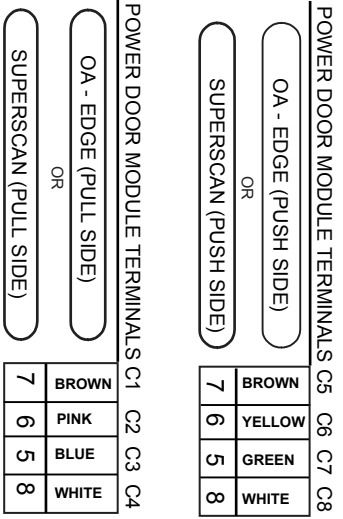 POWER DOOR MODULE TERMINALS C5 C6 C7 C8
OA - EDGE (PUSH SIDE)
OR
SUPERSCAN (PUSH SIDE)
BROWN 7
YELLOW 6
GREEN 5
WHITE 8
POWER DOOR MODULE TERMINALS C1 C2 C3 C4
OA - EDGE (PULL SIDE)
OR
SUPERSCAN (PULL SIDE)
BROWN 7
PINK 6
BLUE 5
WHITE 8